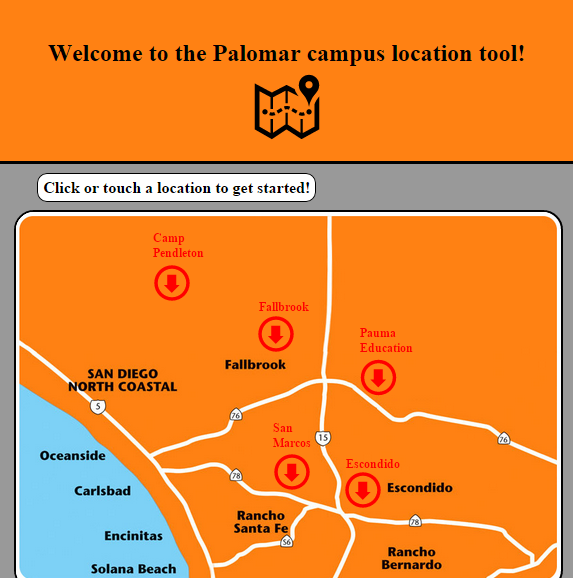 Welcome to the Palomar campus location tool!
Click or touch a location to get started!
Camp
Pendleton
Fallbrook
Pauma
Education
Fallbrook
SAN DIEGO
NORTH COASTAL
5
76
San
Marcos
15
76
Oceanside
Escondido
78
Carlsbad
Escondido
Rancho
Santa Fe
78
Encinitas
56
Rancho
Bernardo
Solana Beach